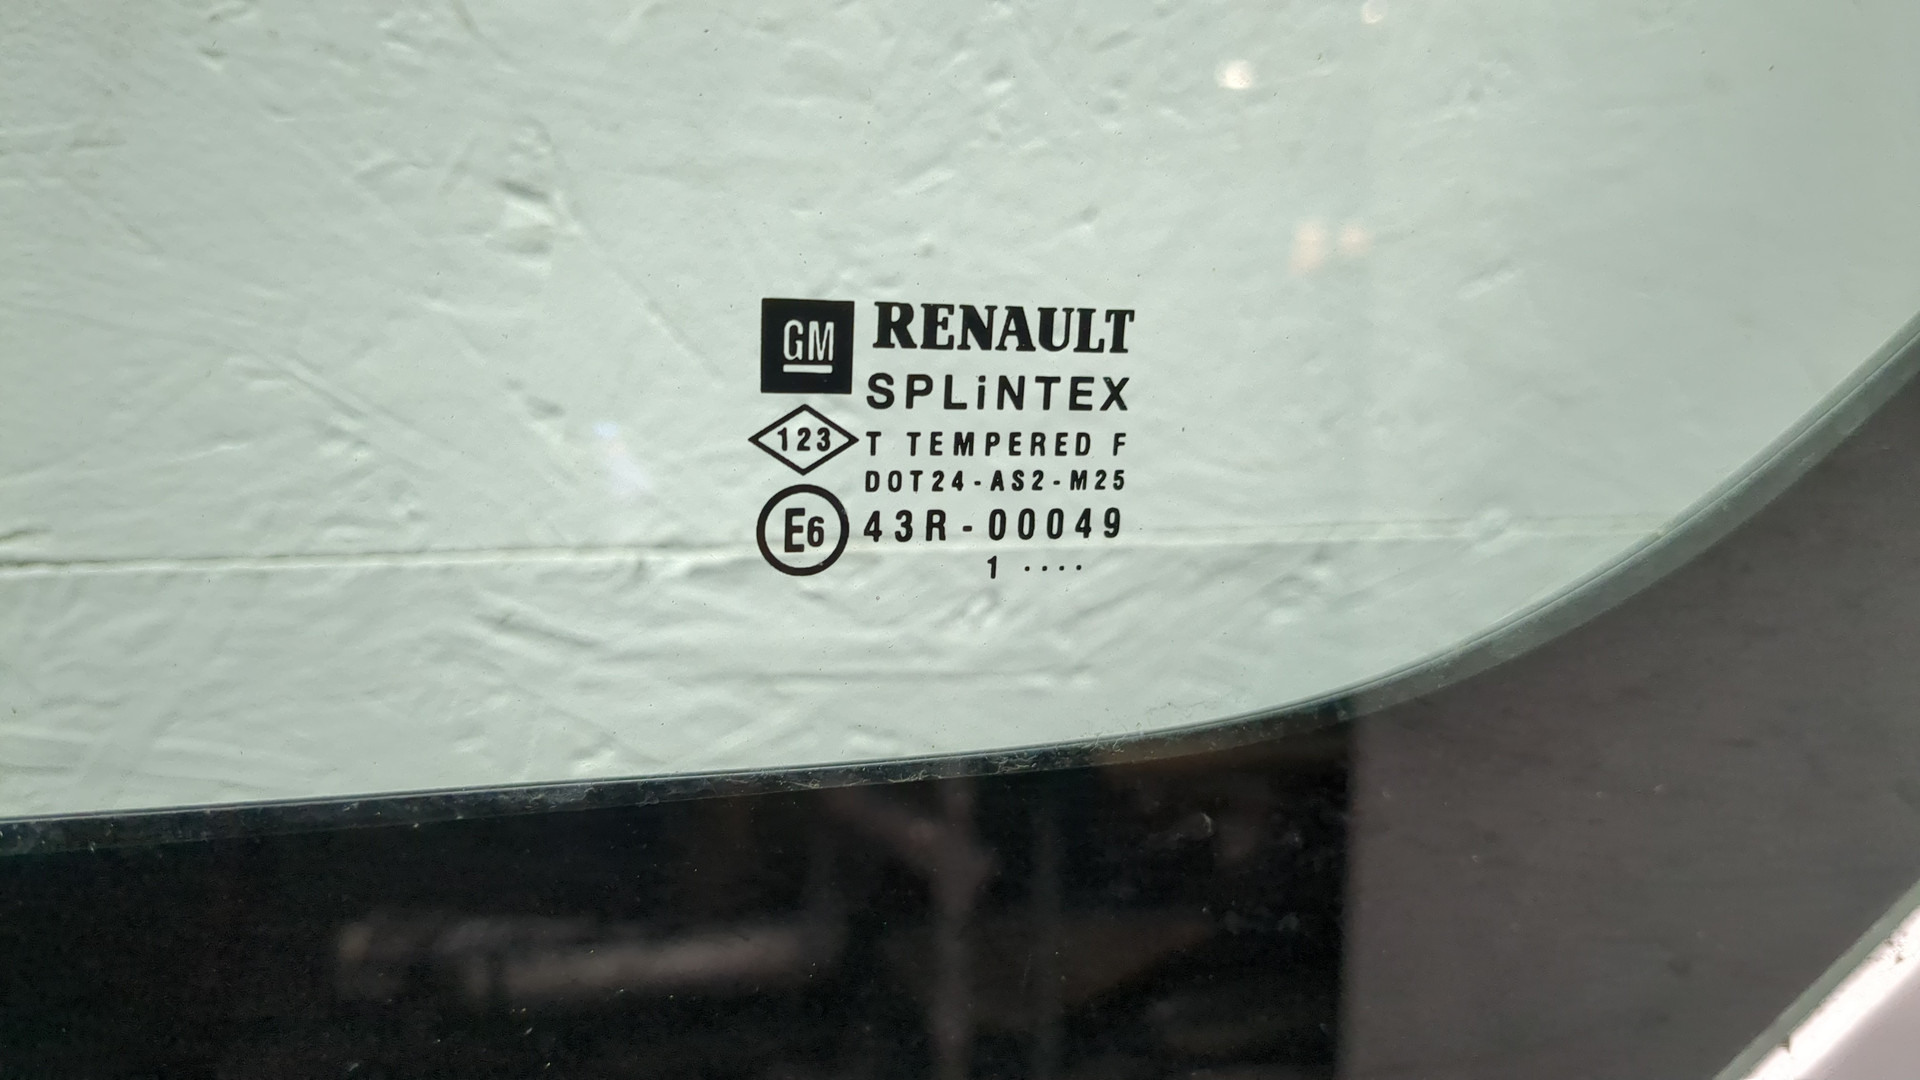 GM RENAULT
SPLiNTEX
123 T TEMPERED F
DOT24-AS2-M25
E6 43R-00049
1 ····